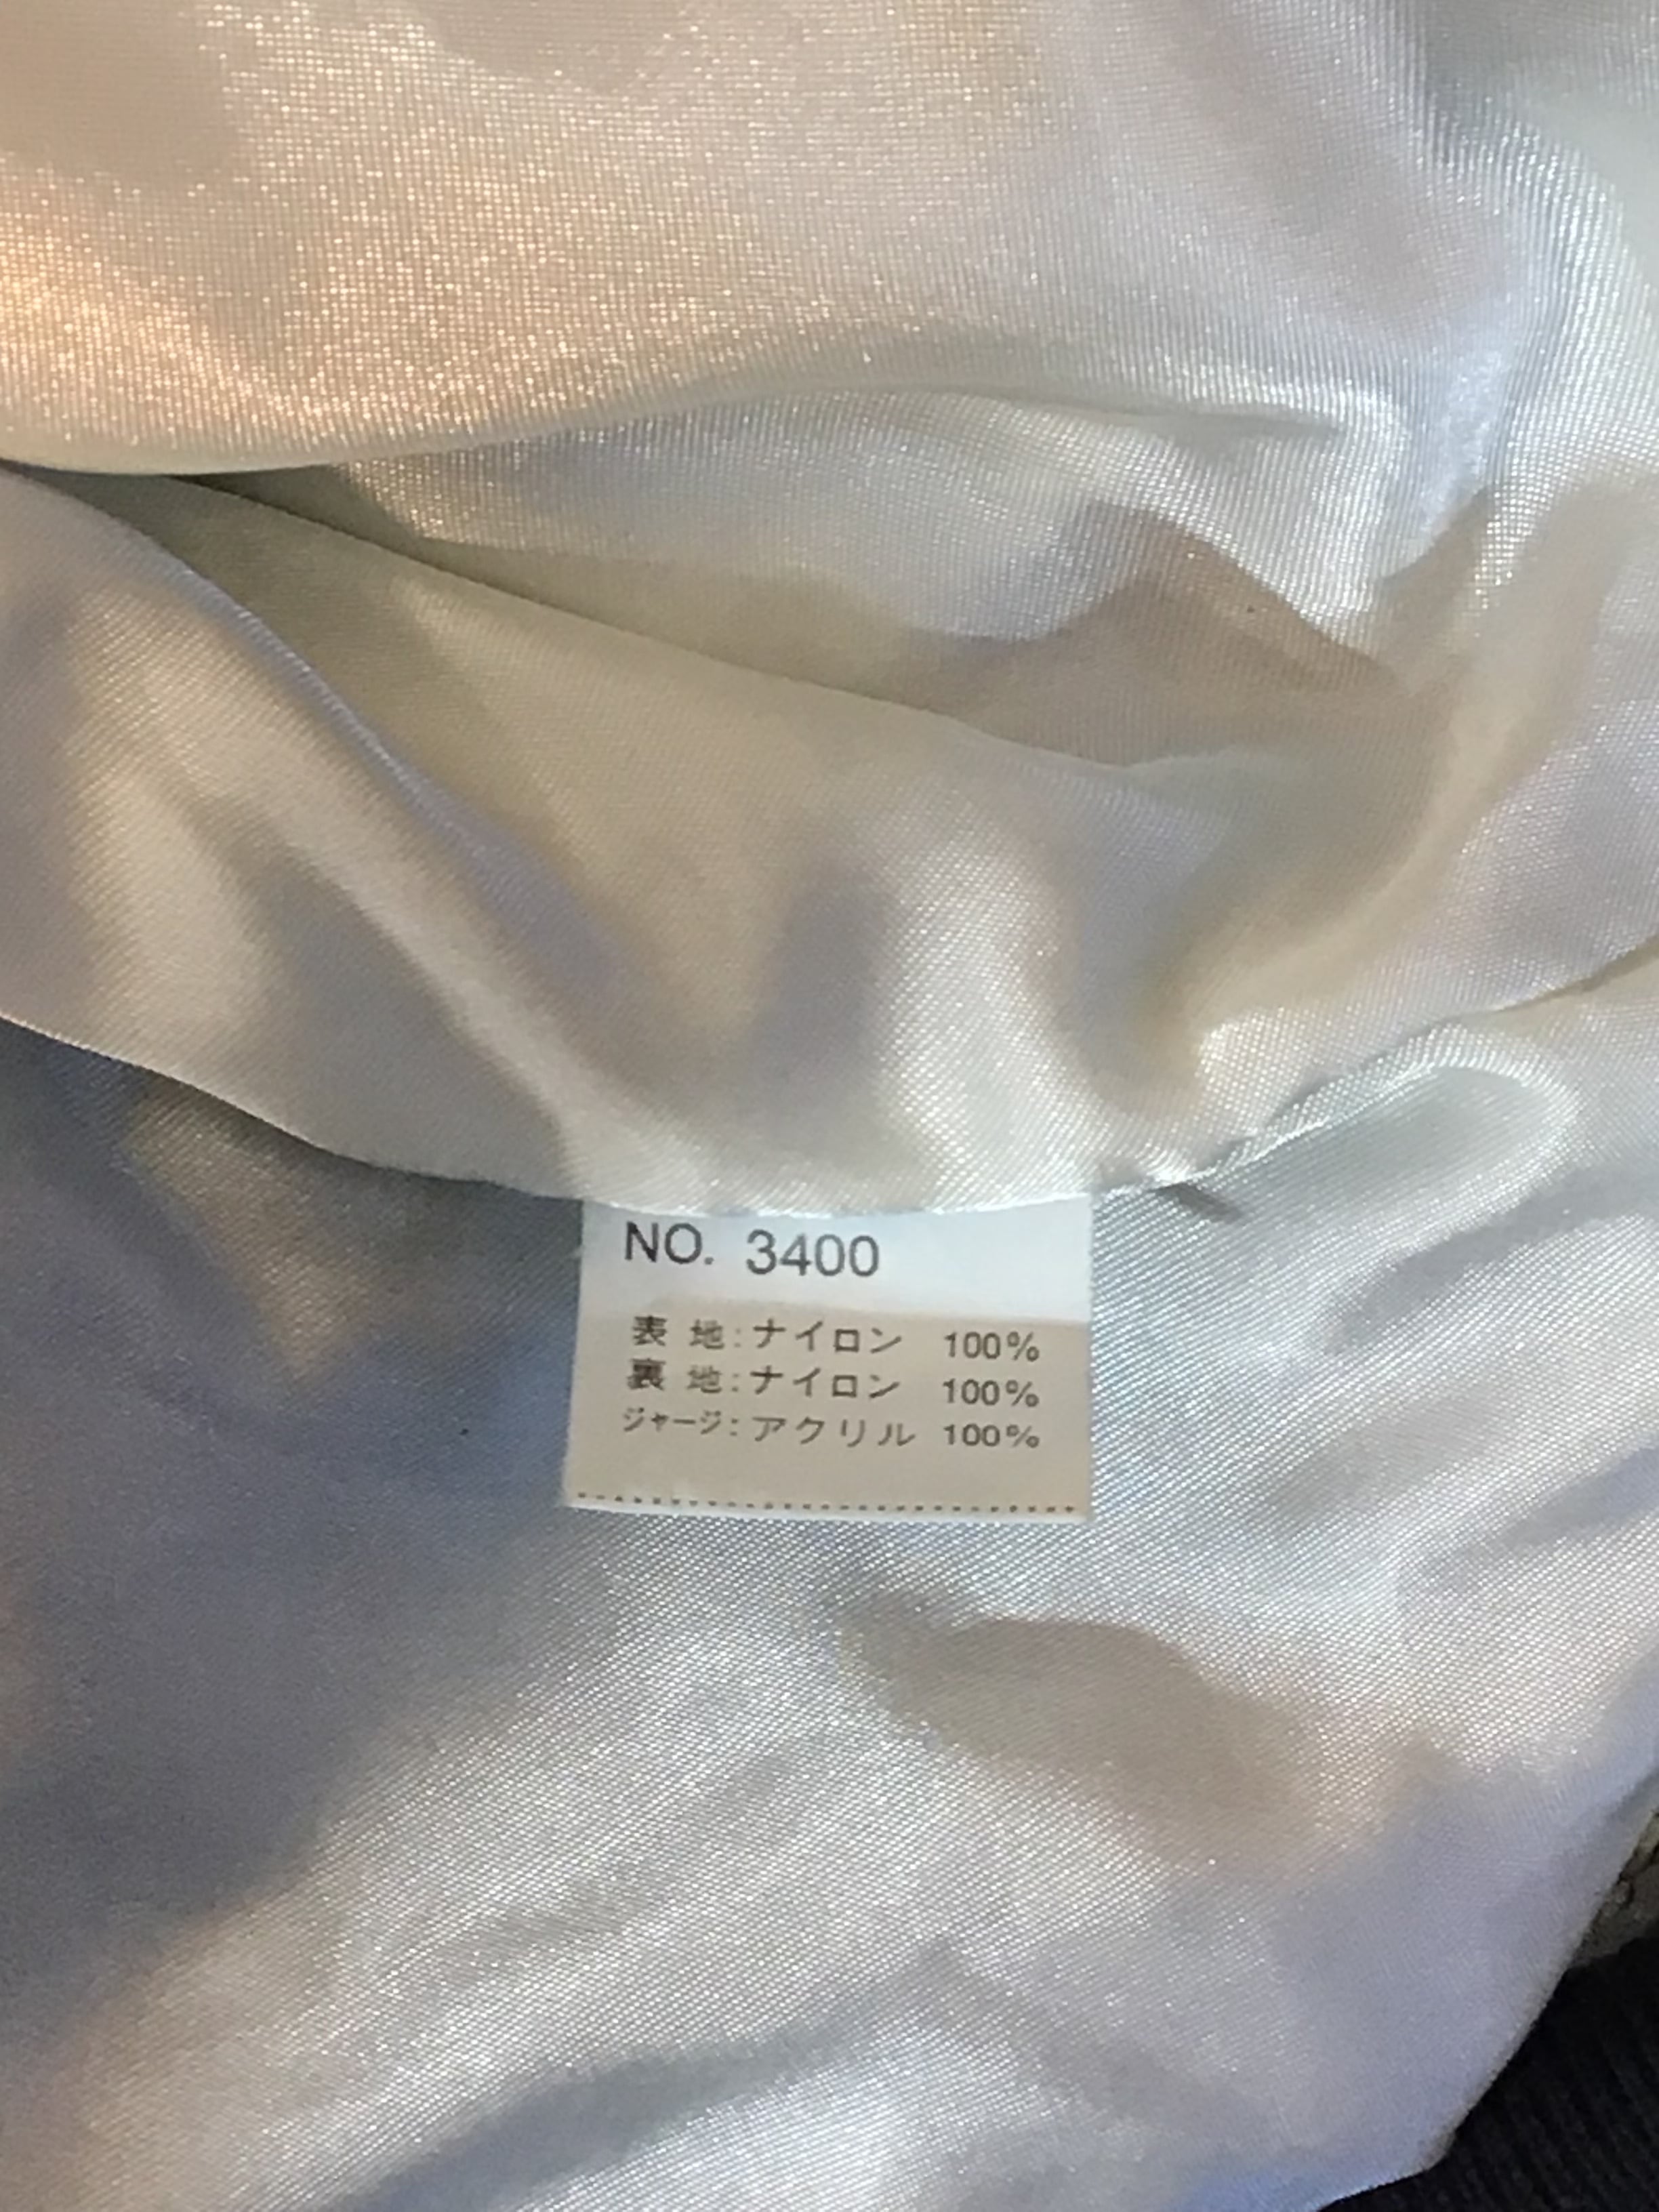 NO. 3400
表 地:ナイロン 100%
裏 地:ナイロン 100%
ジャージ:アクリル 100%